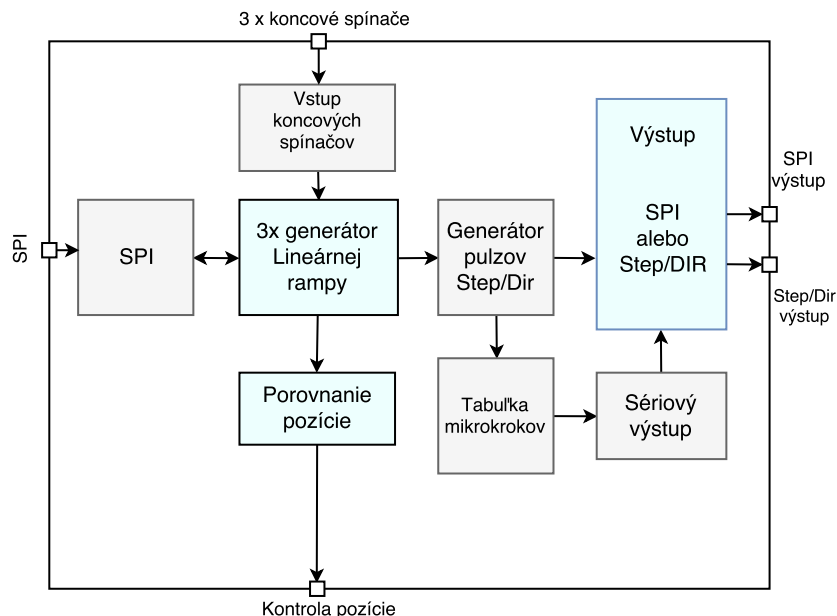 3 x koncové spínače
Vstup
koncových
spínačov
SPI
SPI
3x generátor
Lineárnej
rampy
Generátor
pulzov
Step/Dir
Výstup
SPI
alebo
Step/DIR
SPI
výstup
Step/Dir
výstup
Porovnanie
pozície
Tabuľka
mikrokrokov
Sériový
výstup
Kontrola pozície